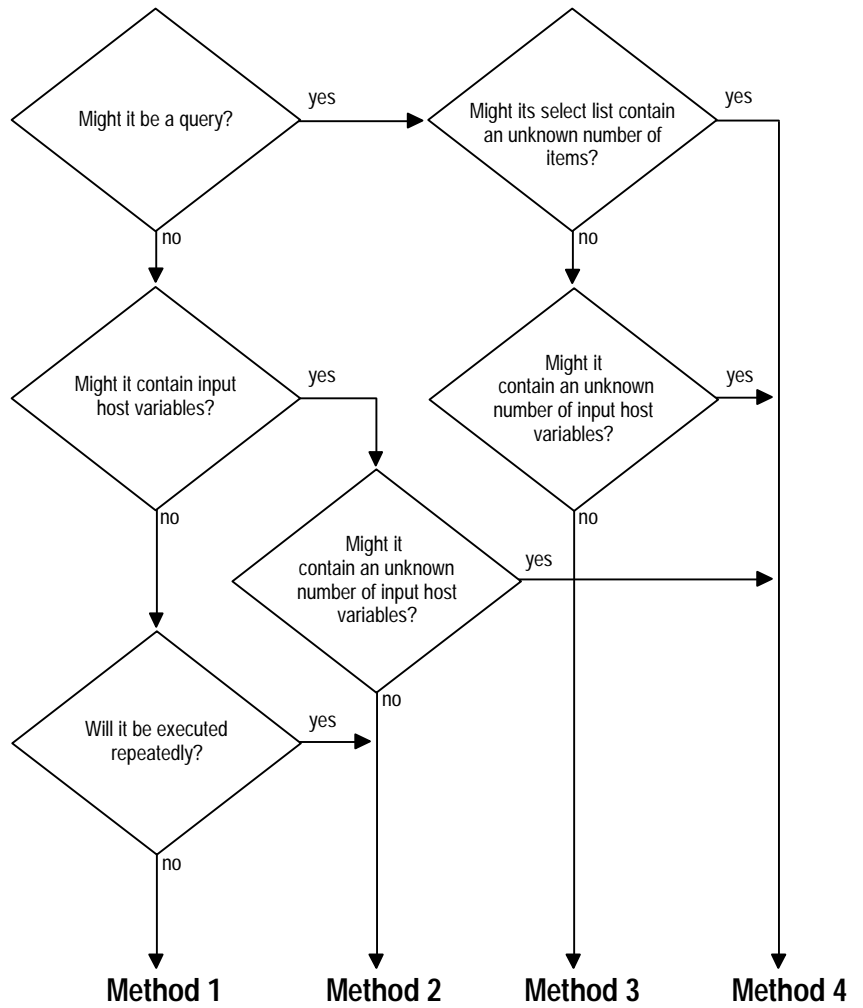 Might it be a query?
yes
no
Might its select list contain
an unknown number of
items?
yes
no
Might it contain input
host variables?
yes
no
Might it
contain an unknown
number of input host
variables?
yes
no
Might it
contain an unknown
number of input host
variables?
yes
no
Will it be executed
repeatedly?
yes
no
Method 1
Method 2
Method 3
Method 4